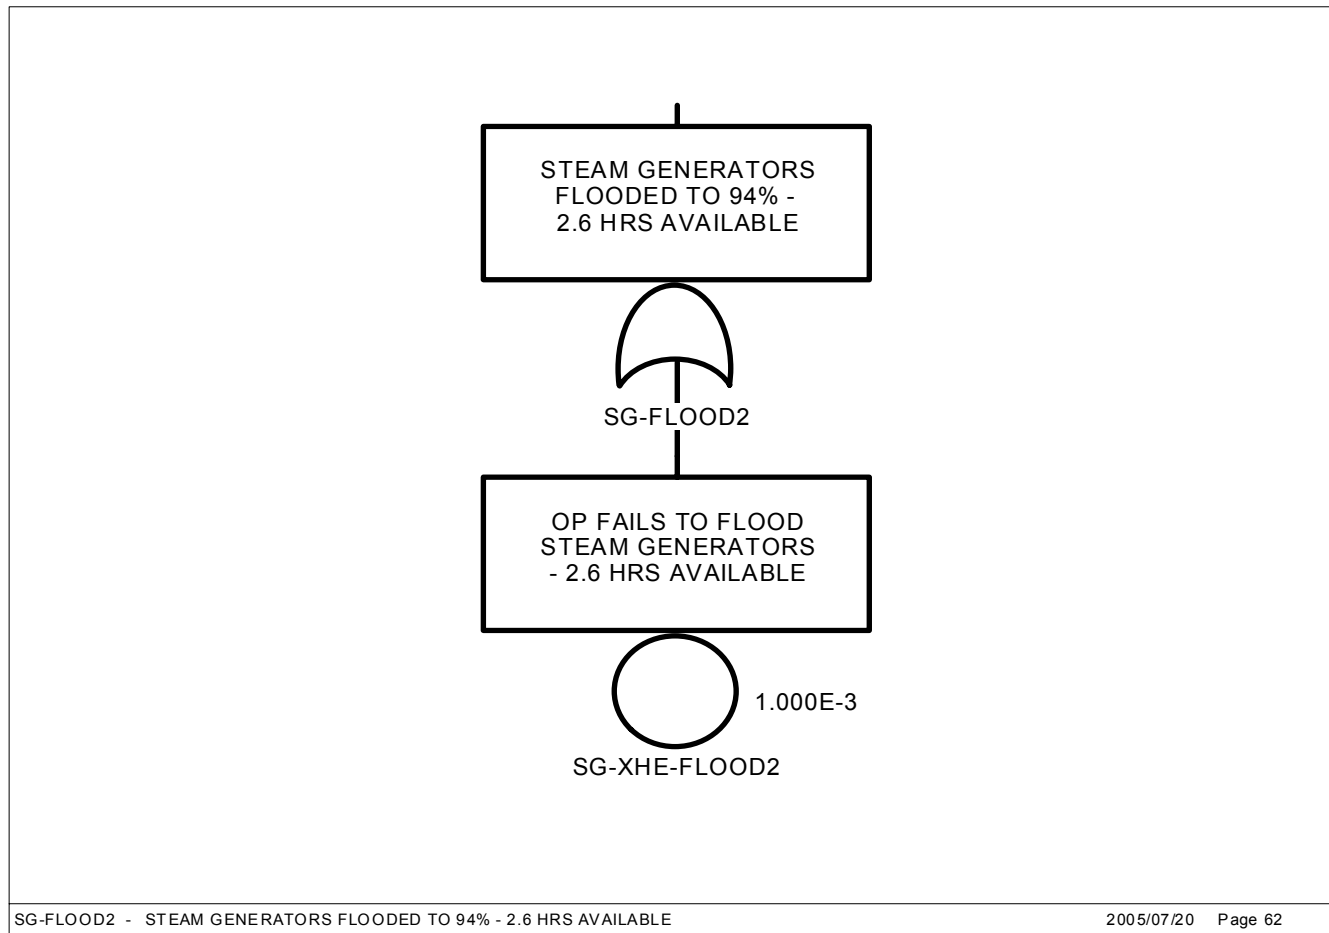 STEAM GENERATORS
FLOODED TO 94% -
2.6 HRS AVAILABLE
SG-FLOOD2
OP FAILS TO FLOOD
STEAM GENERATORS
- 2.6 HRS AVAILABLE
1.000E-3
SG-XHE-FLOOD2
SG-FLOOD2 - STEAM GENERATORS FLOODED TO 94% - 2.6 HRS AVAILABLE 2005/07/20 Page 62